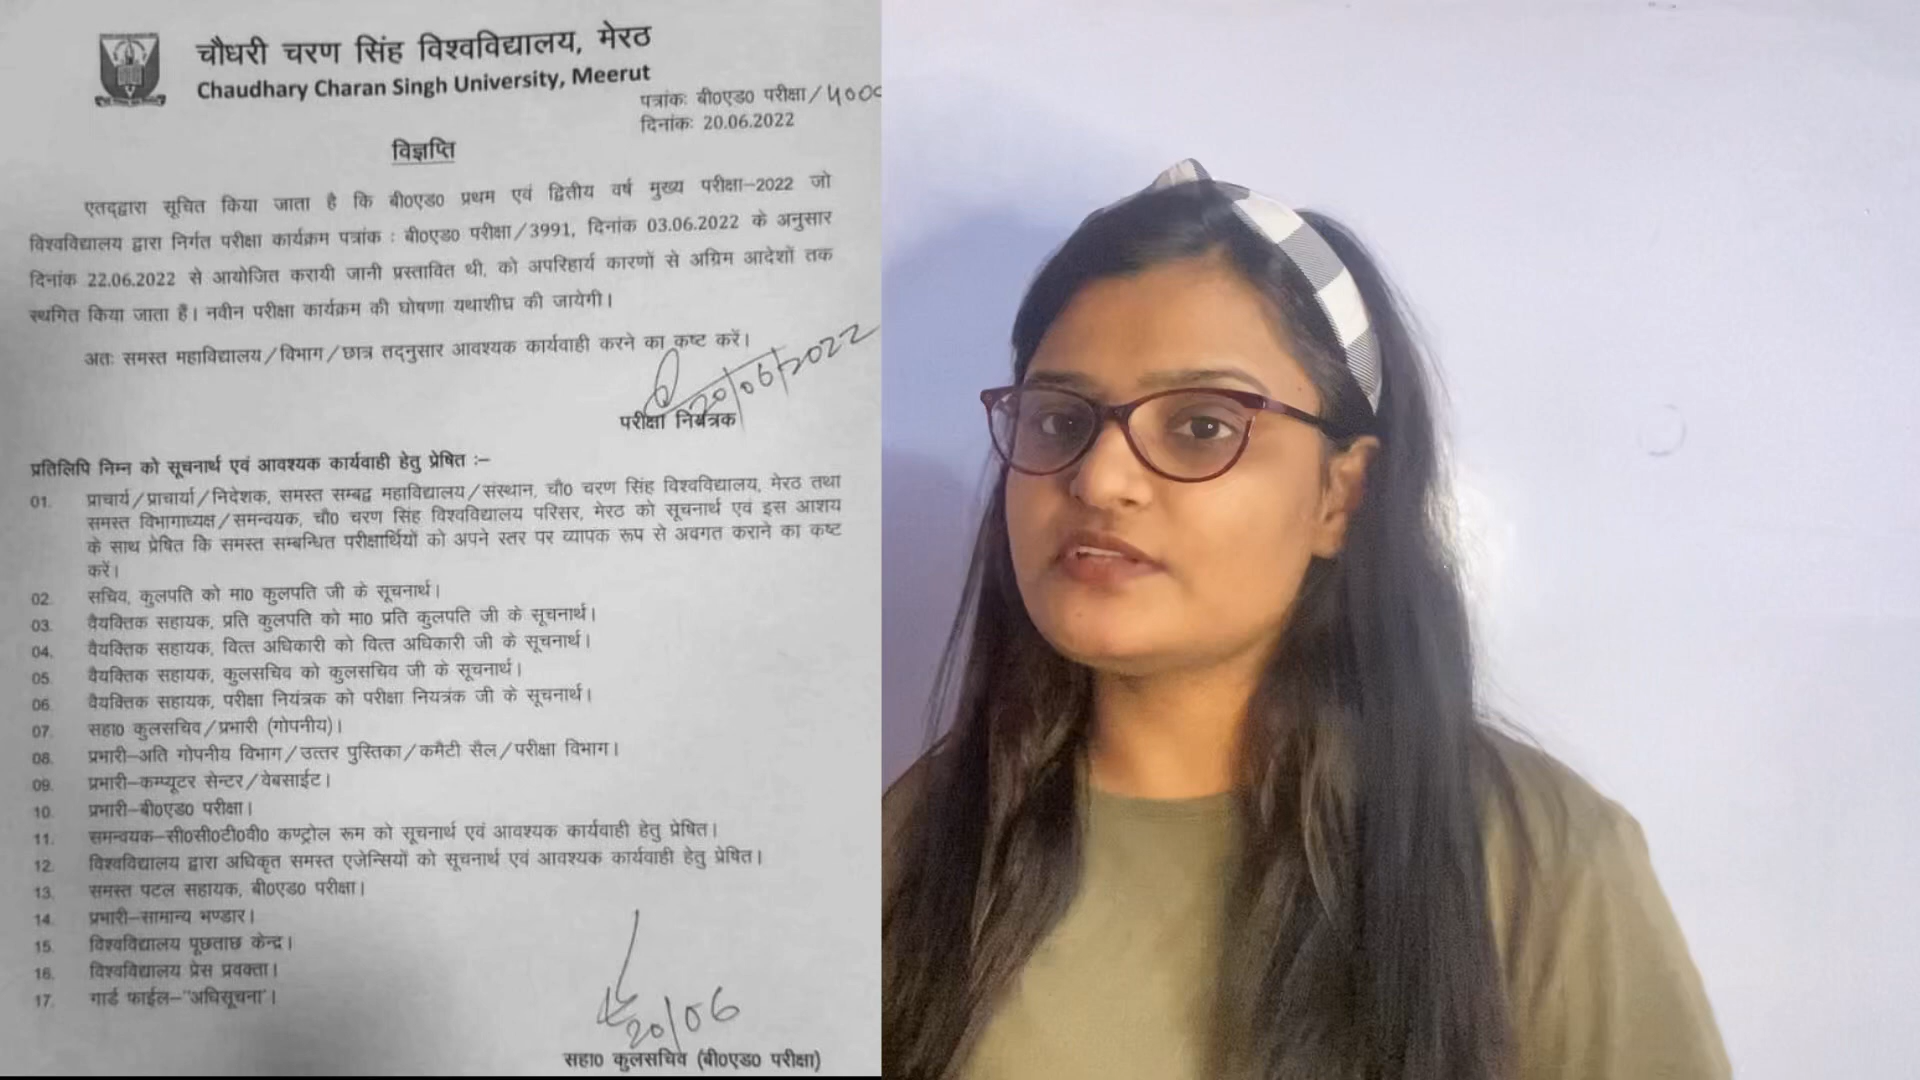 चौधरी चरण सिंह विश्वविद्यालय, मेरठ
Chaudhary Charan Singh University, Meerut
पत्रांकः बी0एड0 परीक्षा/4000
दिनांकः 20.06.2022
विज्ञप्ति
एतद्द्वारा सूचित किया जाता है कि बी0एड0 प्रथम एवं द्वितीय वर्ष मुख्य परीक्षा–2022 जो
विश्वविद्यालय द्वारा निर्गत परीक्षा कार्यक्रम पत्रांक : बी0एड0 परीक्षा/3991, दिनांक 03.06.2022 के अनुसार
दिनांक 22.06.2022 से आयोजित करायी जानी प्रस्तावित थी, को अपरिहार्य कारणों से अग्रिम आदेशों तक
स्थगित किया जाता है। नवीन परीक्षा कार्यक्रम की घोषणा यथाशीघ्र की जायेगी।
अतः समस्त महाविद्यालय/विभाग/छात्र तद्नुसार आवश्यक कार्यवाही करने का कष्ट करें।
20/06/2022
परीक्षा नियंत्रक
प्रतिलिपि निम्न को सूचनार्थ एवं आवश्यक कार्यवाही हेतु प्रेषित :–
01. प्राचार्य/प्राचार्या/निदेशक, समस्त सम्बद्व महाविद्यालय/संस्थान, चौ0 चरण सिंह विश्वविद्यालय, मेरठ तथा
समस्त विभागाध्यक्ष/समन्वयक, चौ0 चरण सिंह विश्वविद्यालय परिसर, मेरठ को सूचनार्थ एवं इस आशय
के साथ प्रेषित कि समस्त सम्बन्धित परीक्षार्थियों को अपने स्तर पर व्यापक रूप से अवगत कराने का कष्ट
करें।
02. सचिव, कुलपति को मा0 कुलपति जी के सूचनार्थ।
03. वैयक्तिक सहायक, प्रति कुलपति को मा0 प्रति कुलपति जी के सूचनार्थ।
04. वैयक्तिक सहायक, वित्त अधिकारी को वित्त अधिकारी जी के सूचनार्थ।
05. वैयक्तिक सहायक, कुलसचिव को कुलसचिव जी के सूचनार्थ।
06. वैयक्तिक सहायक, परीक्षा नियंत्रक को परीक्षा नियत्रंक जी के सूचनार्थ।
07. सहा0 कुलसचिव/प्रभारी (गोपनीय)।
08. प्रभारी–अति गोपनीय विभाग/उत्तर पुस्तिका/कमैटी सैल/परीक्षा विभाग।
09. प्रभारी–कम्प्यूटर सेन्टर/वेबसाईट।
10. प्रभारी–बी0एड0 परीक्षा।
11. समन्वयक–सी0सी0टी0वी0 कण्ट्रोल रूम को सूचनार्थ एवं आवश्यक कार्यवाही हेतु प्रेषित।
12. विश्वविद्यालय द्वारा अधिकृत समस्त एजेन्सियों को सूचनार्थ एवं आवश्यक कार्यवाही हेतु प्रेषित।
13. समस्त पटल सहायक, बी0एड0 परीक्षा।
14. प्रभारी–सामान्य भण्डार।
15. विश्वविद्यालय पूछताछ केन्द्र।
16. विश्वविद्यालय प्रेस प्रवक्ता।
17. गार्ड फाईल–"अधिसूचना"।
20/06
सहा0 कुलसचिव (बी0एड0 परीक्षा)